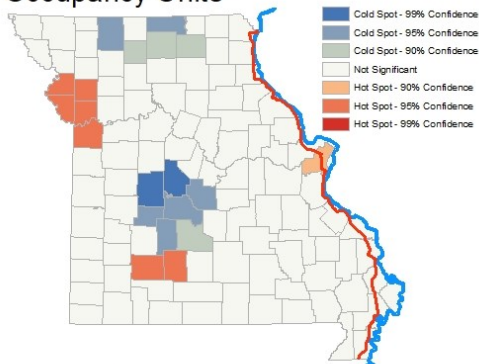 Occupancy Units
Cold Spot - 99% Confidence
Cold Spot - 95% Confidence
Cold Spot - 90% Confidence
Not Significant
Hot Spot - 90% Confidence
Hot Spot - 95% Confidence
Hot Spot - 99% Confidence